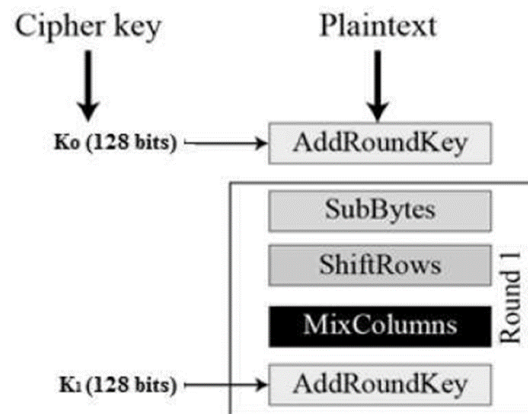 Cipher key
Plaintext
K0 (128 bits)
AddRoundKey
SubBytes
ShiftRows
MixColumns
Round 1
K1 (128 bits)
AddRoundKey